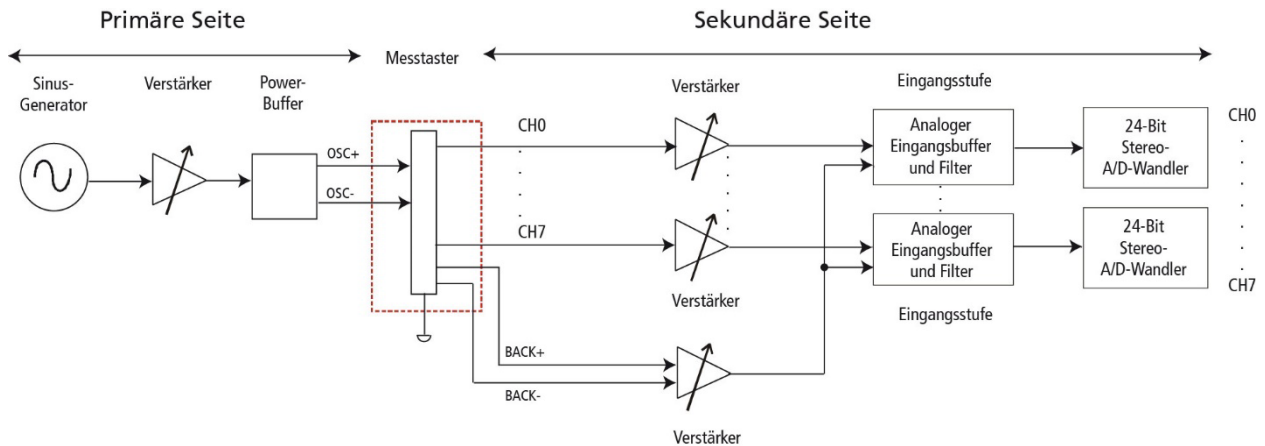 Primäre Seite
Sekundäre Seite
Messtaster
Sinus-
Generator
Verstärker
Power-
Buffer
Verstärker
Eingangsstufe
OSC+
OSC-
CH0
.
.
.
CH7
Analoger
Eingangsbuffer
und Filter
24-Bit
Stereo-
A/D-Wandler
CH0
.
.
.
.
CH7
Analoger
Eingangsbuffer
und Filter
24-Bit
Stereo-
A/D-Wandler
Verstärker
Eingangsstufe
BACK+
BACK-
Verstärker